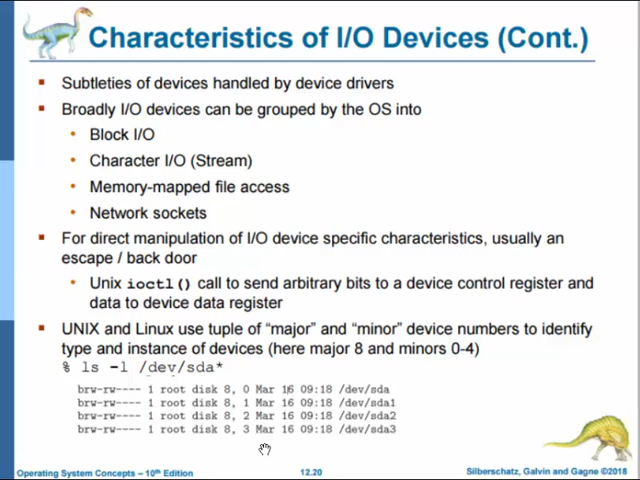 Characteristics of I/O Devices (Cont.)
Subtleties of devices handled by device drivers
Broadly I/O devices can be grouped by the OS into
Block I/O
Character I/O (Stream)
Memory-mapped file access
Network sockets
For direct manipulation of I/O device specific characteristics, usually an
escape / back door
Unix ioctl() call to send arbitrary bits to a device control register and
data to device data register
UNIX and Linux use tuple of “major” and “minor” device numbers to identify
type and instance of devices (here major 8 and minors 0-4)
% ls -l /dev/sda*
brw-rw---- 1 root disk 8, 0 Mar 16 09:18 /dev/sda
brw-rw---- 1 root disk 8, 1 Mar 16 09:18 /dev/sda1
brw-rw---- 1 root disk 8, 2 Mar 16 09:18 /dev/sda2
brw-rw---- 1 root disk 8, 3 Mar 16 09:18 /dev/sda3
Operating System Concepts – 10th Edition
12.20
Silberschatz, Galvin and Gagne ©2018